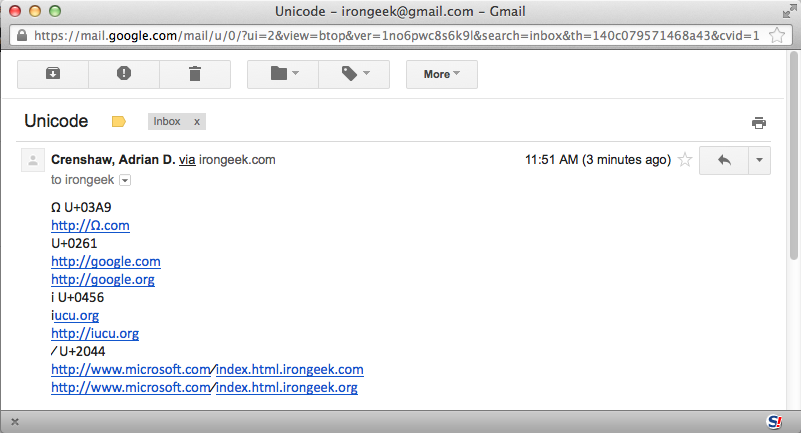 Unicode – irongeek@gmail.com – Gmail
https://mail.google.com/mail/u/0/?ui=2&view=btop&ver=1no6pwc8s6k9l&search=inbox&th=140c079571468a43&cvid=1
More
Unicode Inbox x
Crenshaw, Adrian D. via irongeek.com 11:51 AM (3 minutes ago)
to irongeek
Ω U+03A9
http://Ω.com
U+0261
http://ɡoogle.com
http://ɡoogle.org
і U+0456
іucu.org
http://іucu.org
⁄ U+2044
http://www.microsoft.com⁄index.html.irongeek.com
http://www.microsoft.com⁄index.html.irongeek.org
x
S!